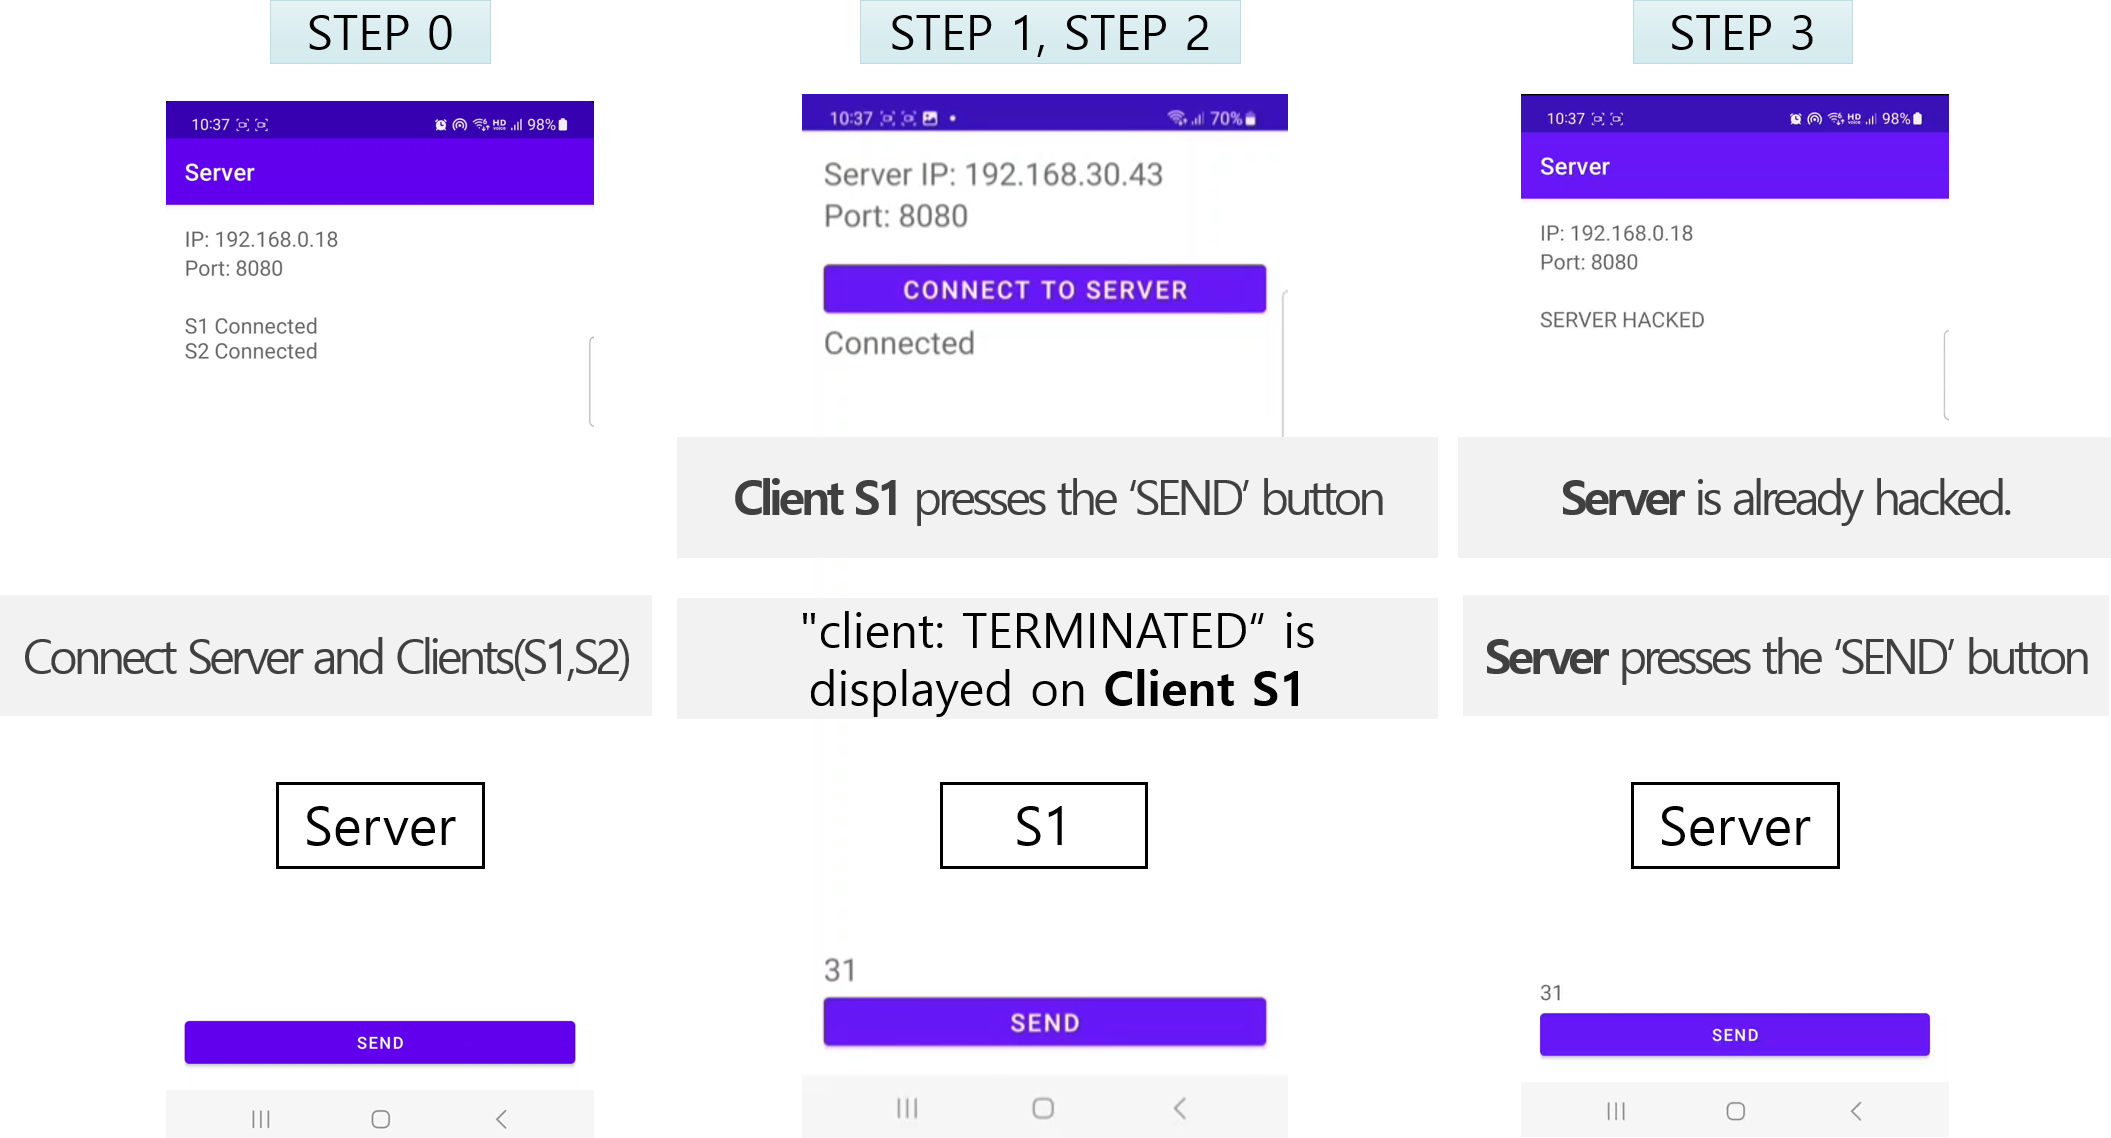 STEP 0
10:37 98%
Server
IP: 192.168.0.18
Port: 8080
S1 Connected
S2 Connected
Connect Server and Clients(S1,S2)
Server
SEND
STEP 1, STEP 2
10:37 70%
Server IP: 192.168.30.43
Port: 8080
CONNECT TO SERVER
Connected
Client S1 presses the ‘SEND’ button
"client: TERMINATED“ is
displayed on Client S1
S1
31
SEND
STEP 3
10:37 98%
Server
IP: 192.168.0.18
Port: 8080
SERVER HACKED
Server is already hacked.
Server presses the ‘SEND’ button
Server
31
SEND